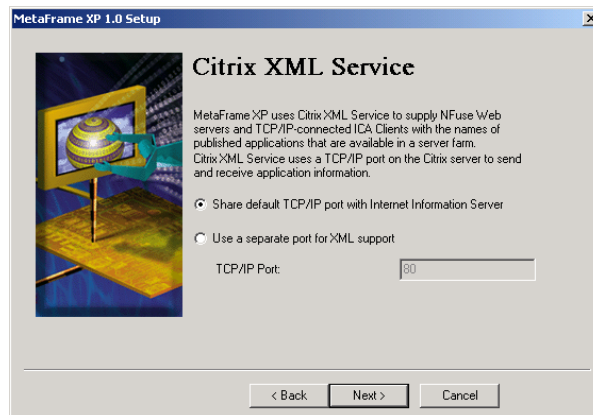 MetaFrame XP 1.0 Setup
Citrix XML Service
MetaFrame XP uses Citrix XML Service to supply NFuse Web
servers and TCP/IP-connected ICA Clients with the names of
published applications that are available in a server farm.
Citrix XML Service uses a TCP/IP port on the Citrix server to send
and receive application information.
Share default TCP/IP port with Internet Information Server
Use a separate port for XML support
TCP/IP Port: 80
< Back Next > Cancel